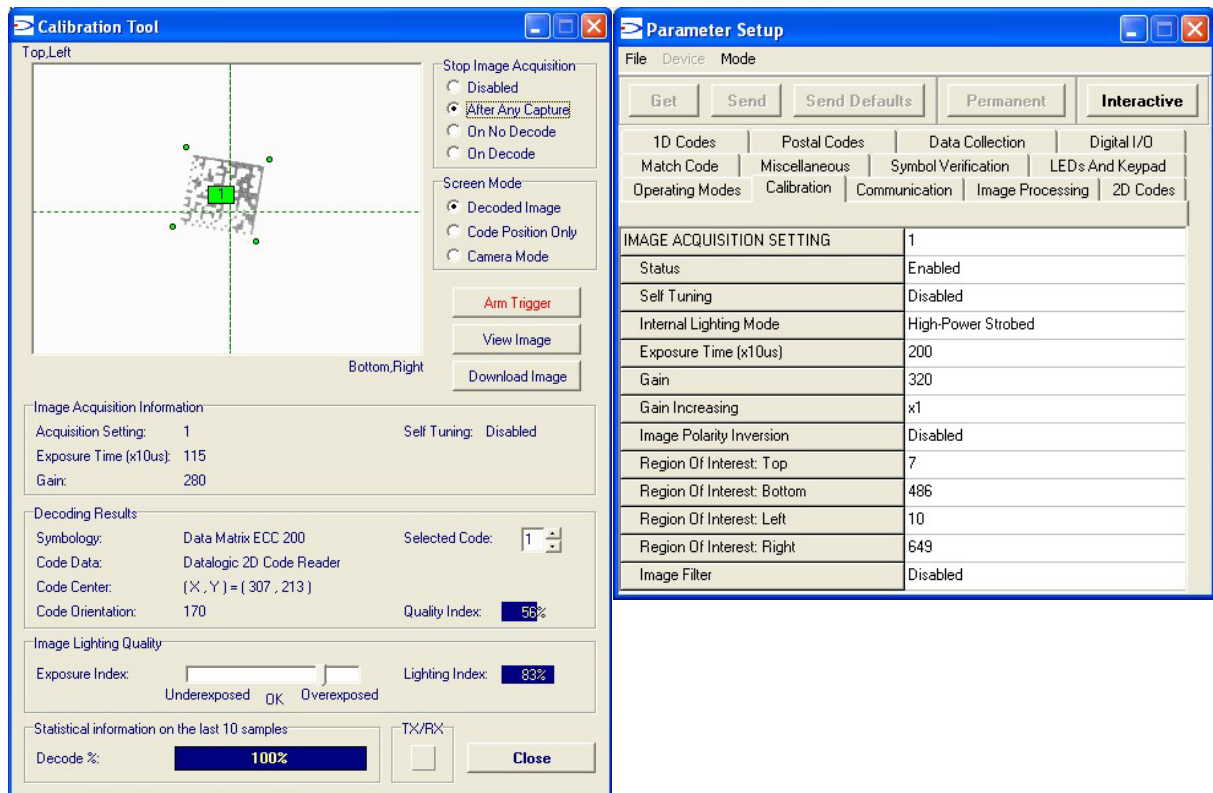 Calibration Tool
Top,Left
Stop Image Acquisition
Disabled
After Any Capture
On No Decode
On Decode
Screen Mode
Decoded Image
Code Position Only
Camera Mode
1
Arm Trigger
View Image
Bottom,Right
Download Image
Image Acquisition Information
Acquisition Setting: 1 Self Tuning: Disabled
Exposure Time (x10us): 115
Gain: 280
Decoding Results
Symbology: Data Matrix ECC 200 Selected Code: 1
Code Data: Datalogic 2D Code Reader
Code Center: ( X , Y ) = ( 307 , 213 )
Code Orientation: 170 Quality Index: 56%
Image Lighting Quality
Exposure Index: Lighting Index: 83%
Underexposed OK Overexposed
Statistical information on the last 10 samples TX/RX
Decode %: 100% Close
Parameter Setup
File Device Mode
Get Send Send Defaults Permanent Interactive
1D Codes Postal Codes Data Collection Digital I/O
Match Code Miscellaneous Symbol Verification LEDs And Keypad
Operating Modes Calibration Communication Image Processing 2D Codes
IMAGE ACQUISITION SETTING 1
Status Enabled
Self Tuning Disabled
Internal Lighting Mode High-Power Strobed
Exposure Time (x10us) 200
Gain 320
Gain Increasing x1
Image Polarity Inversion Disabled
Region Of Interest: Top 7
Region Of Interest: Bottom 486
Region Of Interest: Left 10
Region Of Interest: Right 649
Image Filter Disabled